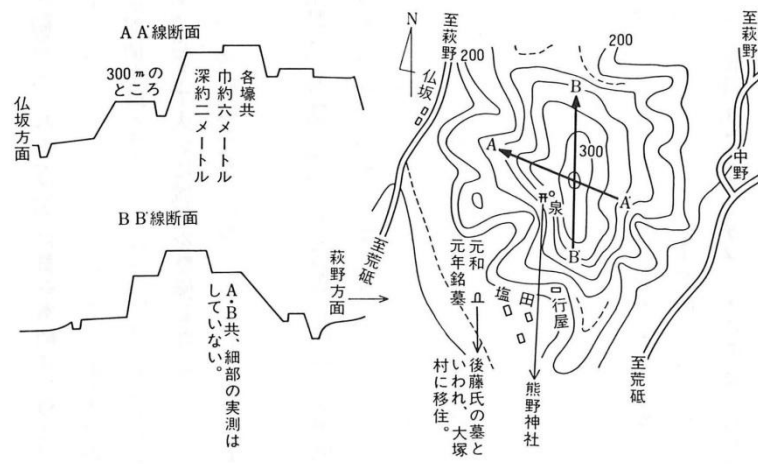 A A'線断面
300mの
ところ
各壕共
巾約六メートル
深約二メートル
仏坂方面
B B'線断面
萩野方面
A・B共、細部の実測は
していない。
N
至萩野
200
仏坂
200
至萩野
中野
B
A
300
泉
A'
B'
至荒砥
元和
元年銘墓
塩田
行屋
至荒砥
後藤氏の墓と
いわれ、大塚
村に移住。
熊野神社